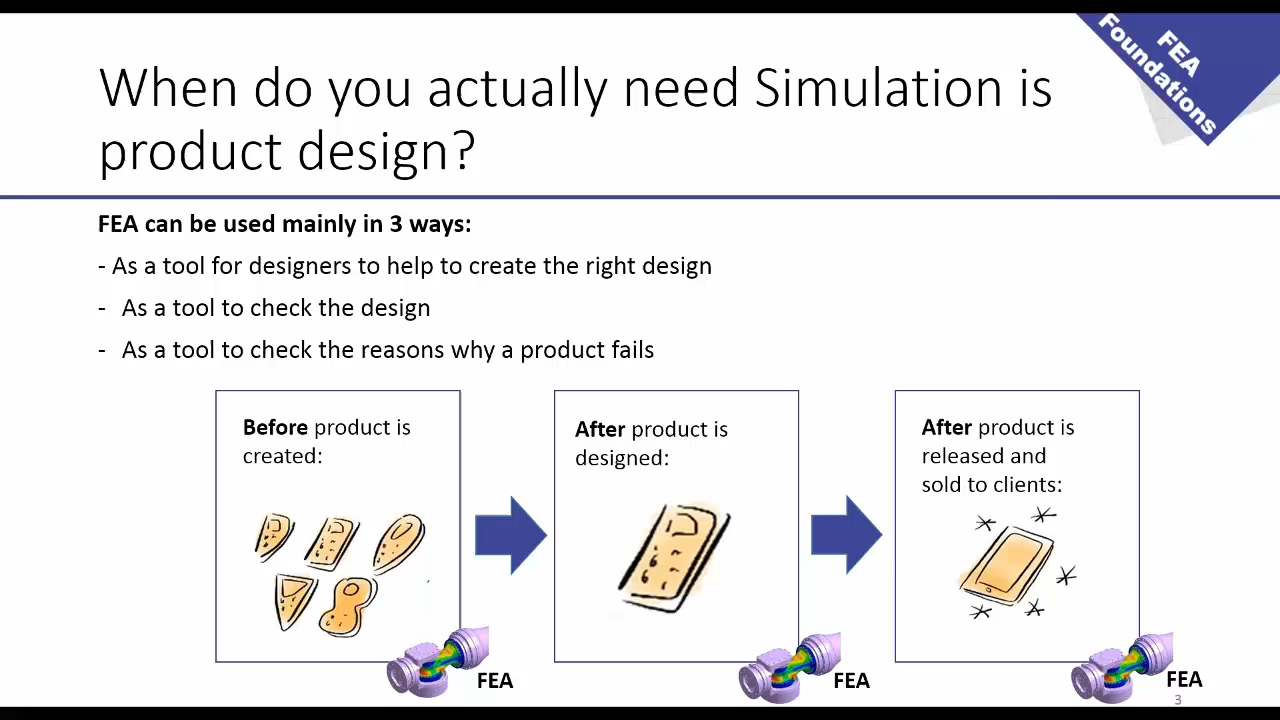 FEA
Foundations
When do you actually need Simulation is
product design?
FEA can be used mainly in 3 ways:
- As a tool for designers to help to create the right design
- As a tool to check the design
- As a tool to check the reasons why a product fails
Before product is
created:
After product is
designed:
After product is
released and
sold to clients:
FEA
FEA
FEA
3